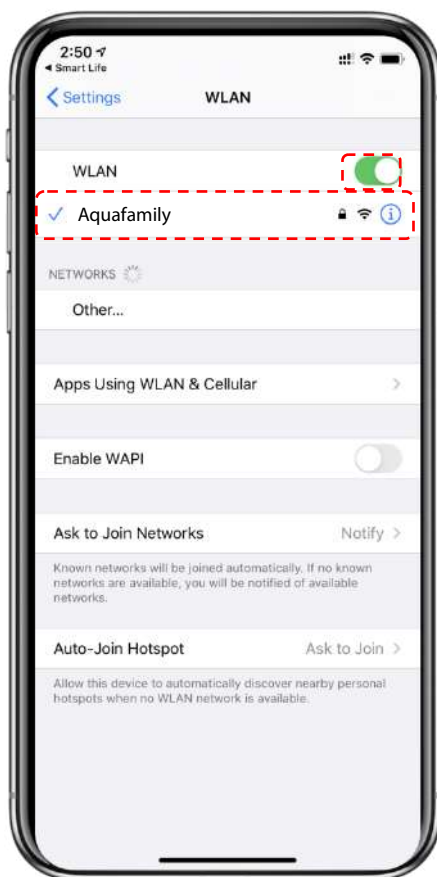 2:50
Smart Life
Settings WLAN
WLAN
Aquafamily
NETWORKS
Other...
Apps Using WLAN & Cellular
Enable WAPI
Ask to Join Networks Notify
Known networks will be joined automatically. If no known
networks are available, you will be notified of available
networks.
Auto-Join Hotspot Ask to Join
Allow this device to automatically discover nearby personal
hotspots when no WLAN network is available.